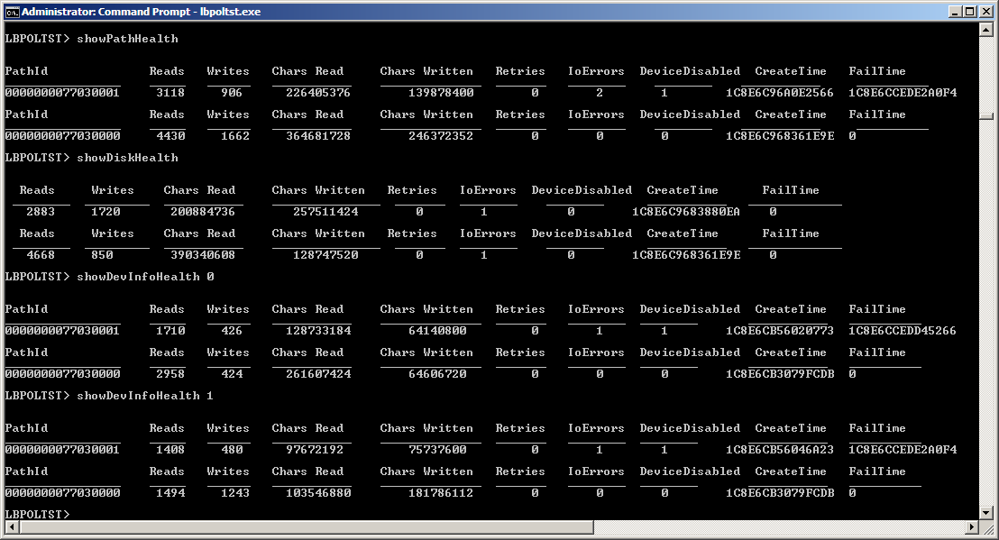 Administrator: Command Prompt - lbpoltst.exe
LBPOLTST> showPathHealth
PathId Reads Writes Chars Read Chars Written Retries IoErrors DeviceDisabled CreateTime FailTime
0000000077030001 3118 906 226405376 139878400 0 2 1 1C8E6C96A0E2566 1C8E6CCEDE2A0F4
PathId Reads Writes Chars Read Chars Written Retries IoErrors DeviceDisabled CreateTime FailTime
0000000077030000 4430 1662 364681728 246372352 0 0 0 1C8E6C968361E9E 0
LBPOLTST> showDiskHealth
Reads Writes Chars Read Chars Written Retries IoErrors DeviceDisabled CreateTime FailTime
2883 1720 200884736 257511424 0 1 0 1C8E6C9683880EA 0
Reads Writes Chars Read Chars Written Retries IoErrors DeviceDisabled CreateTime FailTime
4668 850 390340608 128747520 0 1 0 1C8E6C968361E9E 0
LBPOLTST> showDevInfoHealth 0
PathId Reads Writes Chars Read Chars Written Retries IoErrors DeviceDisabled CreateTime FailTime
0000000077030001 1710 426 128733184 64140800 0 1 1 1C8E6CB56020773 1C8E6CCEDD45266
PathId Reads Writes Chars Read Chars Written Retries IoErrors DeviceDisabled CreateTime FailTime
0000000077030000 2958 424 261607424 64606720 0 0 0 1C8E6CB3079FCDB 0
LBPOLTST> showDevInfoHealth 1
PathId Reads Writes Chars Read Chars Written Retries IoErrors DeviceDisabled CreateTime FailTime
0000000077030001 1408 480 97672192 75737600 0 1 1 1C8E6CB56046A23 1C8E6CCEDE2A0F4
PathId Reads Writes Chars Read Chars Written Retries IoErrors DeviceDisabled CreateTime FailTime
0000000077030000 1494 1243 103546880 181786112 0 0 0 1C8E6CB3079FCDB 0
LBPOLTST>